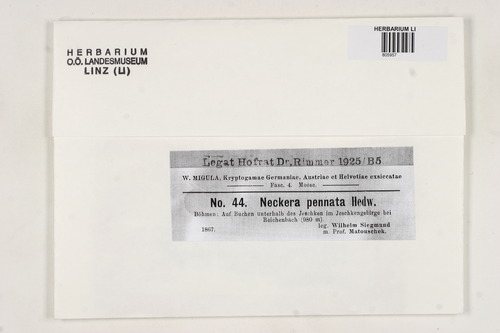 HERBARIUM
O.Ö. LANDESMUSEUM
LINZ (LI)
HERBARIUM LI
805957
Legat Hofrat Dr. Rimmer 1925/B5
W. MIGULA, Kryptogamae Germaniae, Austriae et Helvetiae exsiccatae
Fasc. 4. Moose.
No. 44. Neckera pennata Hedw.
Böhmen: Auf Buchen unterhalb des Jeschken im Jeschkengebirge bei
Reichenbach (980 m).
1867.
leg. Wilhelm Siegmund
m. Prof. Matouschek.